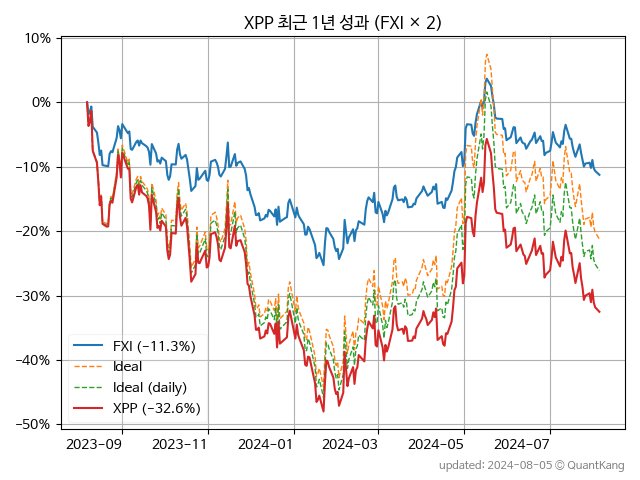 XPP 최근 1년 성과 (FXI × 2)
10%
0%
−10%
−20%
−30%
−40%
−50%
FXI (−11.3%)
Ideal
Ideal (daily)
XPP (−32.6%)
2023-09
2023-11
2024-01
2024-03
2024-05
2024-07
updated: 2024-08-05 © QuantKang